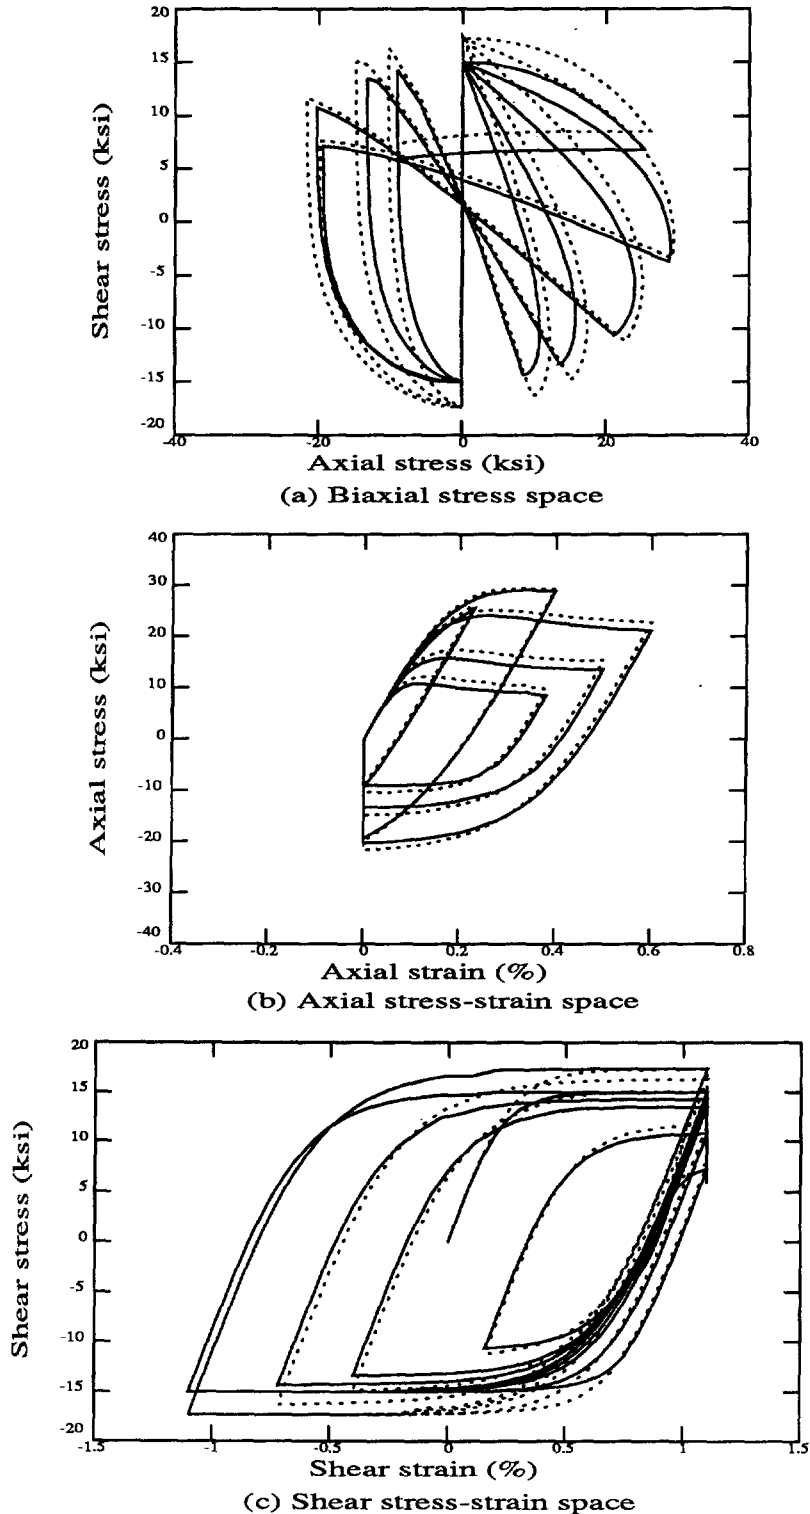 20
15
10
5
0
-5
-10
-15
-20
Shear stress (ksi)
-40 -20 0 20 40
Axial stress (ksi)
(a) Biaxial stress space
40
30
20
10
0
-10
-20
-30
-40
Axial stress (ksi)
-0.4 -0.2 0 0.2 0.4 0.6 0.8
Axial strain (%)
(b) Axial stress-strain space
20
15
10
5
0
-5
-10
-15
-20
Shear stress (ksi)
-1.5 -1 -0.5 0 0.5 1 1.5
Shear strain (%)
(c) Shear stress-strain space